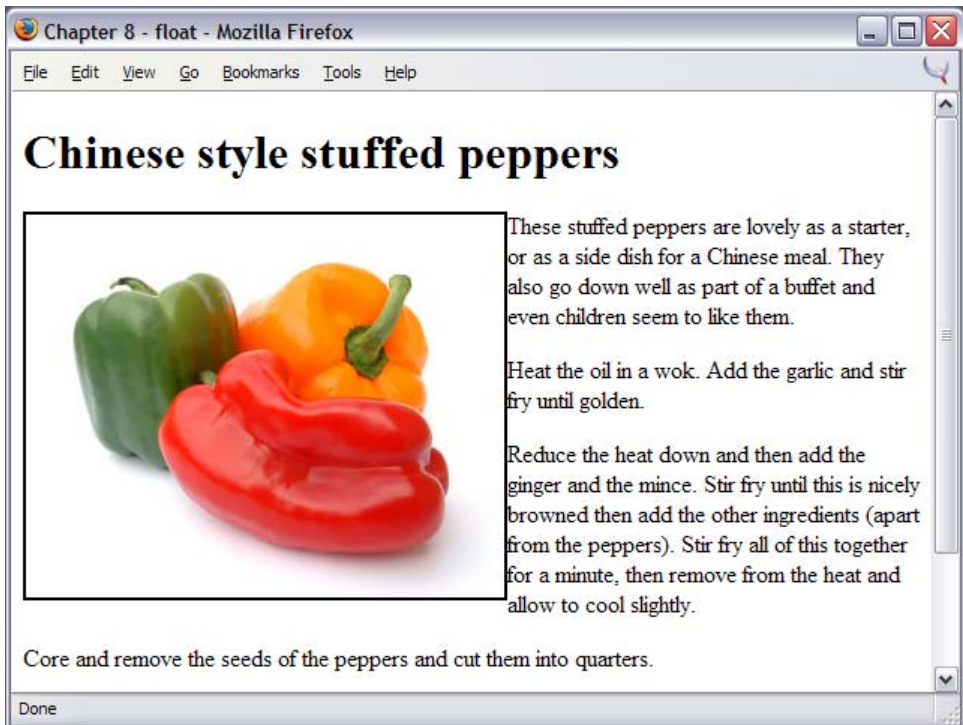 Chapter 8 - float - Mozilla Firefox
File Edit View Go Bookmarks Tools Help
Chinese style stuffed peppers
These stuffed peppers are lovely as a starter,
or as a side dish for a Chinese meal. They
also go down well as part of a buffet and
even children seem to like them.
Heat the oil in a wok. Add the garlic and stir
fry until golden.
Reduce the heat down and then add the
ginger and the mince. Stir fry until this is nicely
browned then add the other ingredients (apart
from the peppers). Stir fry all of this together
for a minute, then remove from the heat and
allow to cool slightly.
Core and remove the seeds of the peppers and cut them into quarters.
Done